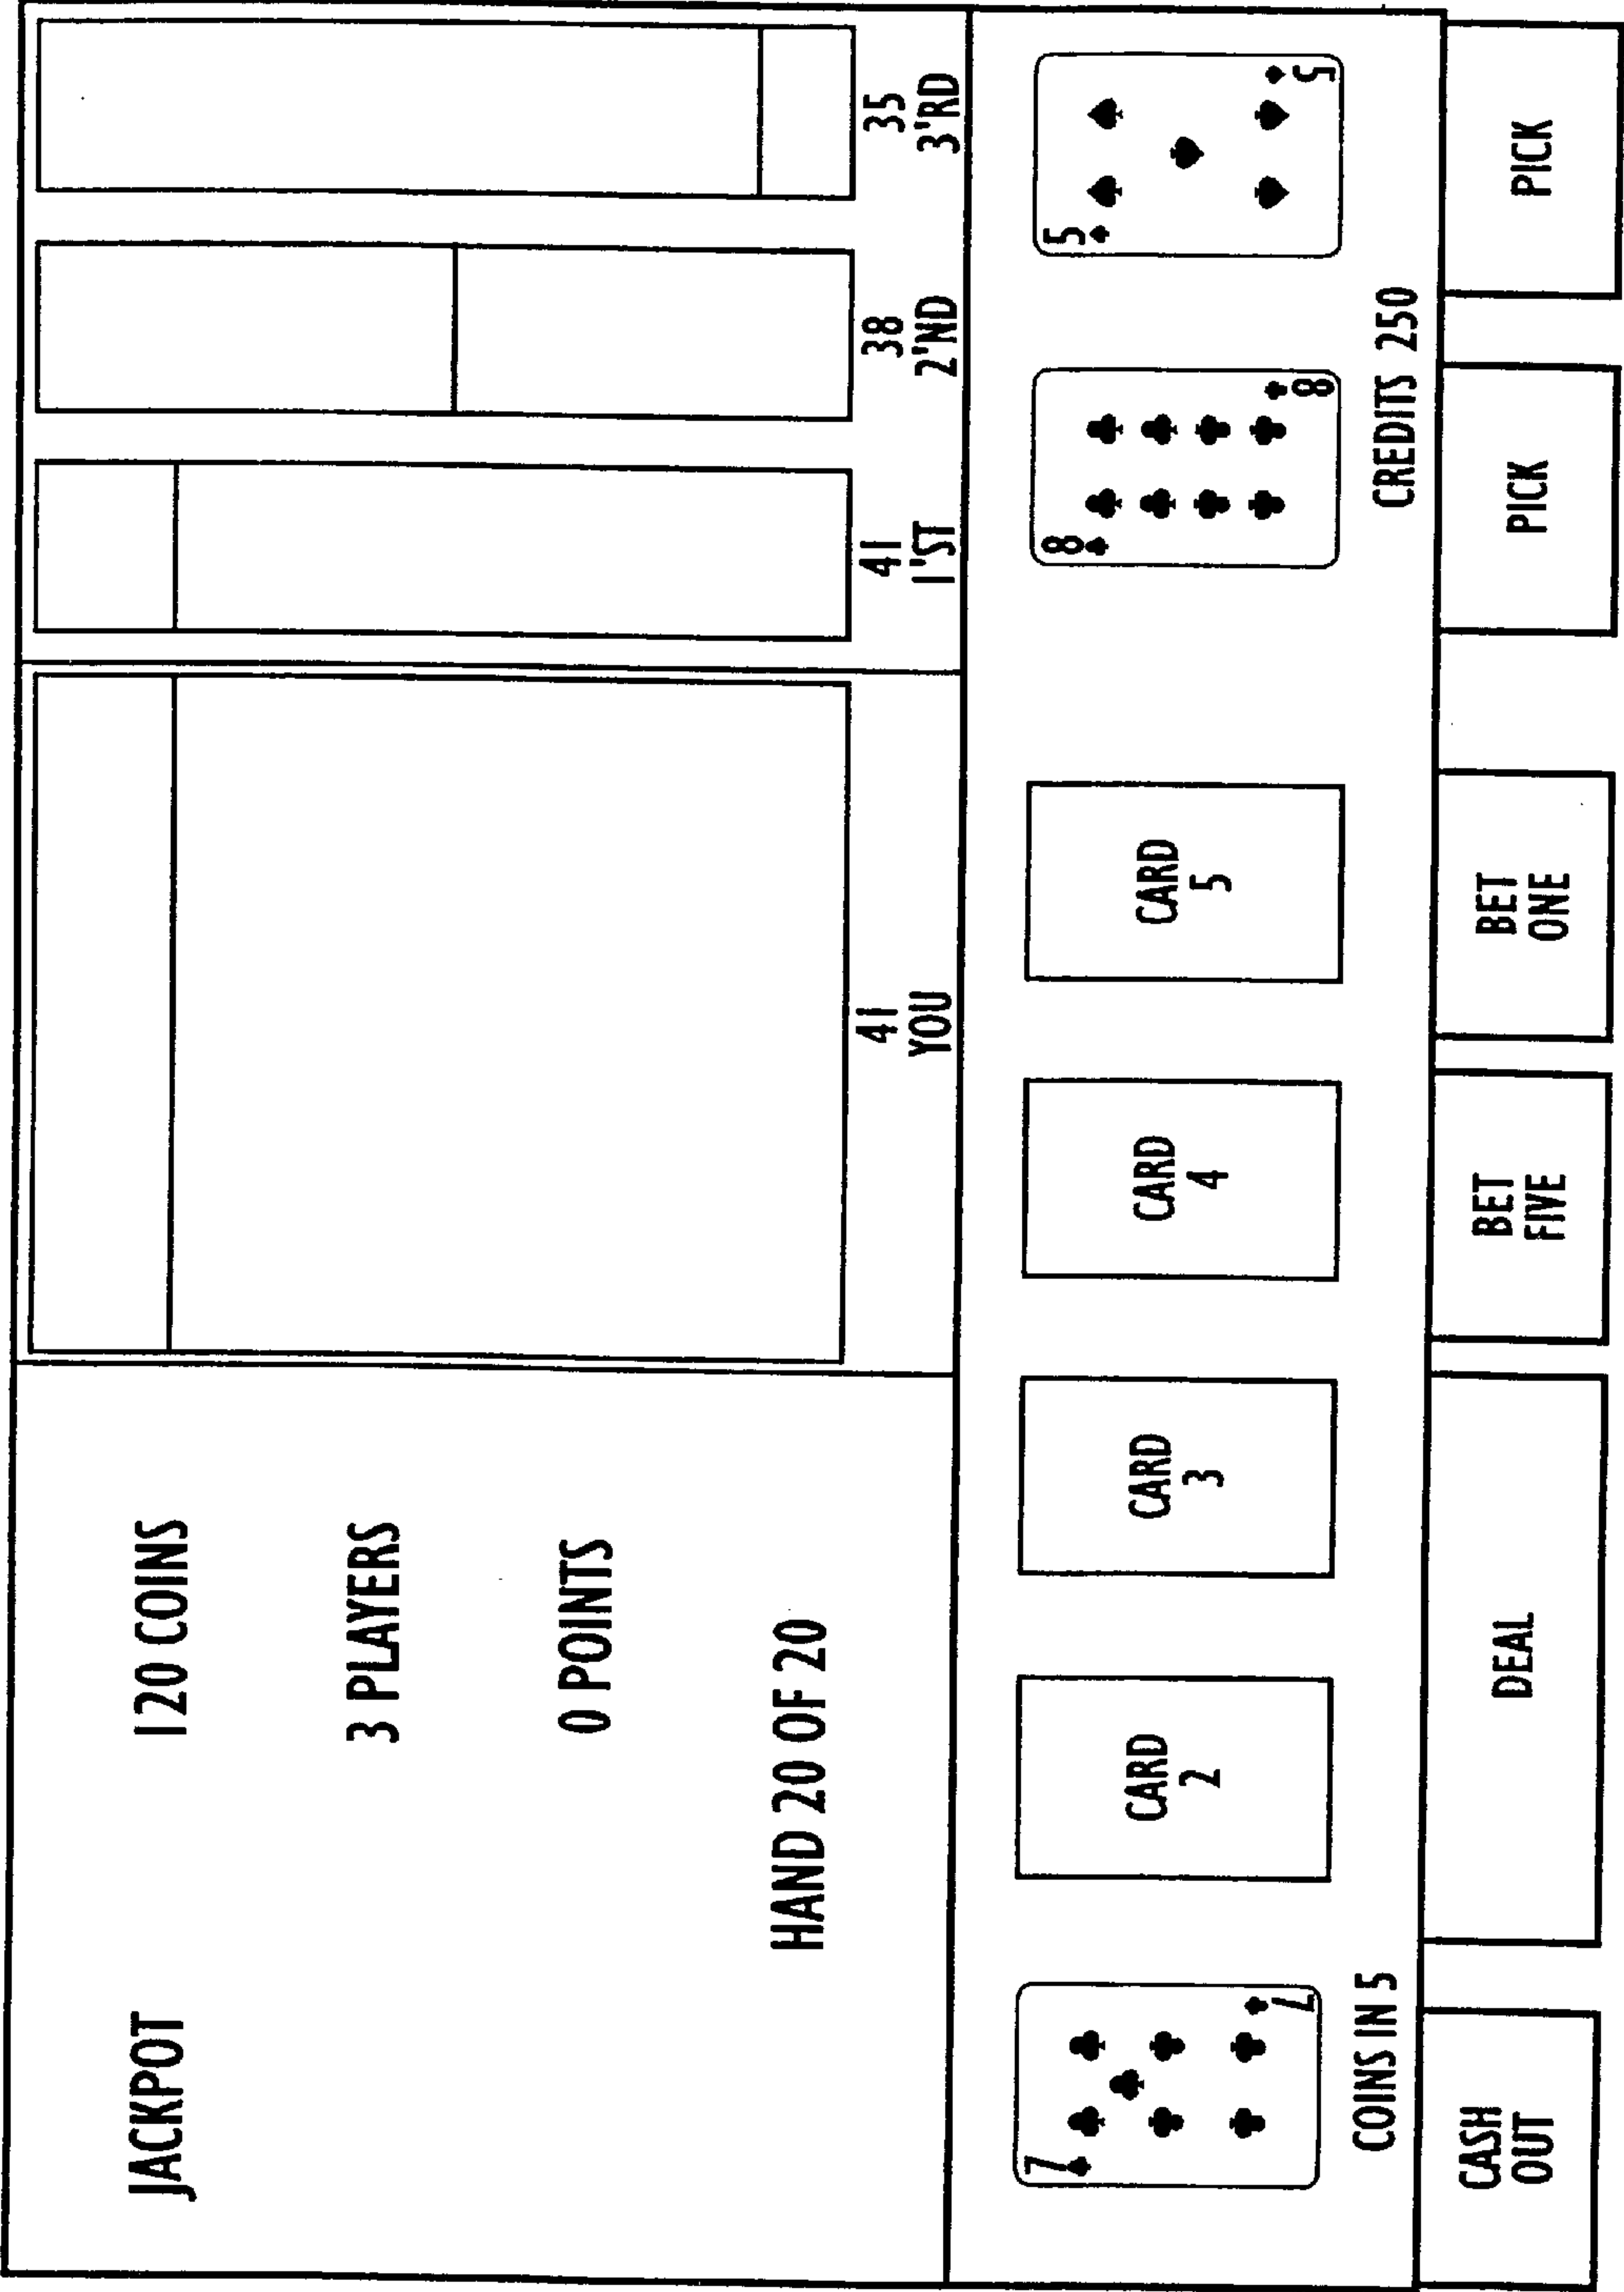 JACKPOT
120 COINS
3 PLAYERS
0 POINTS
HAND 20 OF 20
41
YOU
41
1'ST
38
2'ND
35
3'RD
7
7
CARD
2
CARD
3
CARD
4
CARD
5
8
8
5
5
COINS IN 5
CREDITS 250
CASH
OUT
DEAL
BET
FIVE
BET
ONE
PICK
PICK